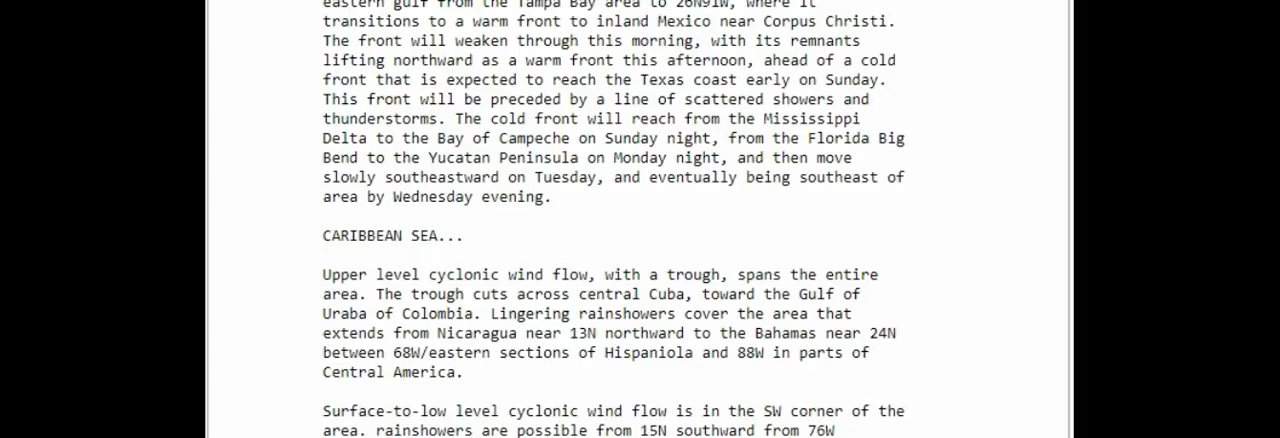 eastern gulf from the Tampa Bay area to 26N91W, where it
transitions to a warm front to inland Mexico near Corpus Christi.
The front will weaken through this morning, with its remnants
lifting northward as a warm front this afternoon, ahead of a cold
front that is expected to reach the Texas coast early on Sunday.
This front will be preceded by a line of scattered showers and
thunderstorms. The cold front will reach from the Mississippi
Delta to the Bay of Campeche on Sunday night, from the Florida Big
Bend to the Yucatan Peninsula on Monday night, and then move
slowly southeastward on Tuesday, and eventually being southeast of
area by Wednesday evening.
CARIBBEAN SEA...
Upper level cyclonic wind flow, with a trough, spans the entire
area. The trough cuts across central Cuba, toward the Gulf of
Uraba of Colombia. Lingering rainshowers cover the area that
extends from Nicaragua near 13N northward to the Bahamas near 24N
between 68W/eastern sections of Hispaniola and 88W in parts of
Central America.
Surface-to-low level cyclonic wind flow is in the SW corner of the
area. rainshowers are possible from 15N southward from 76W